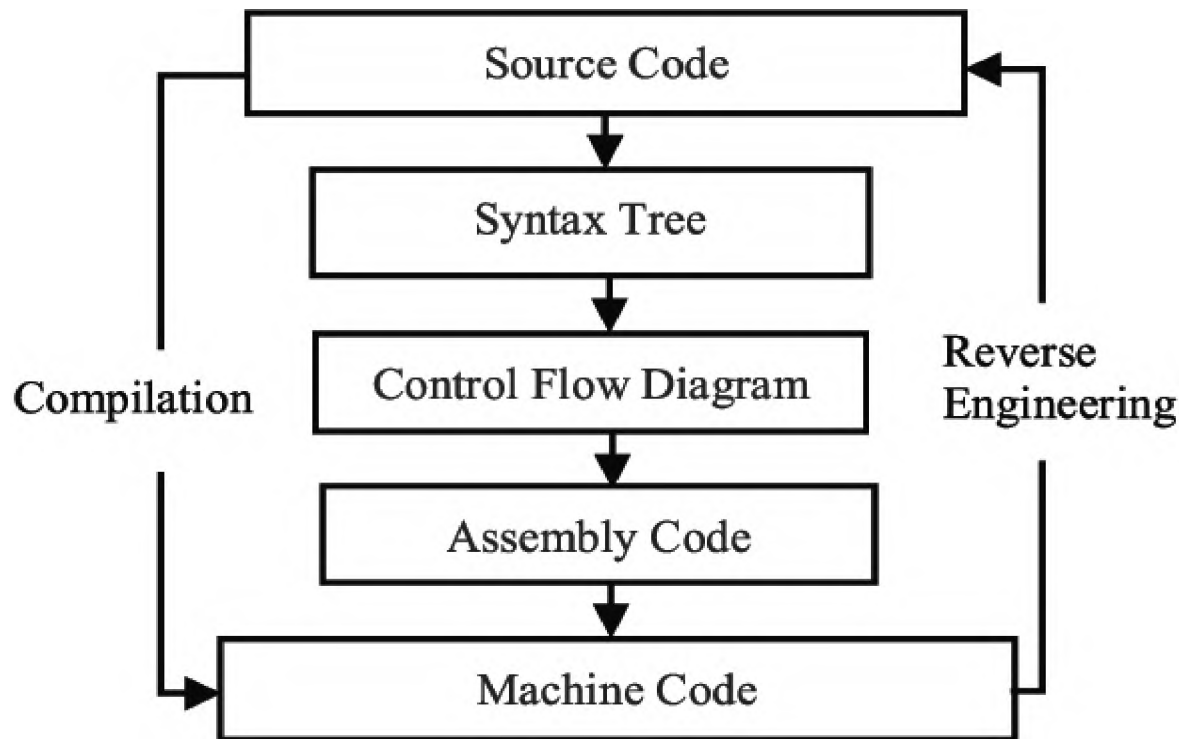 Source Code
Syntax Tree
Control Flow Diagram
Compilation
Reverse
Engineering
Assembly Code
Machine Code